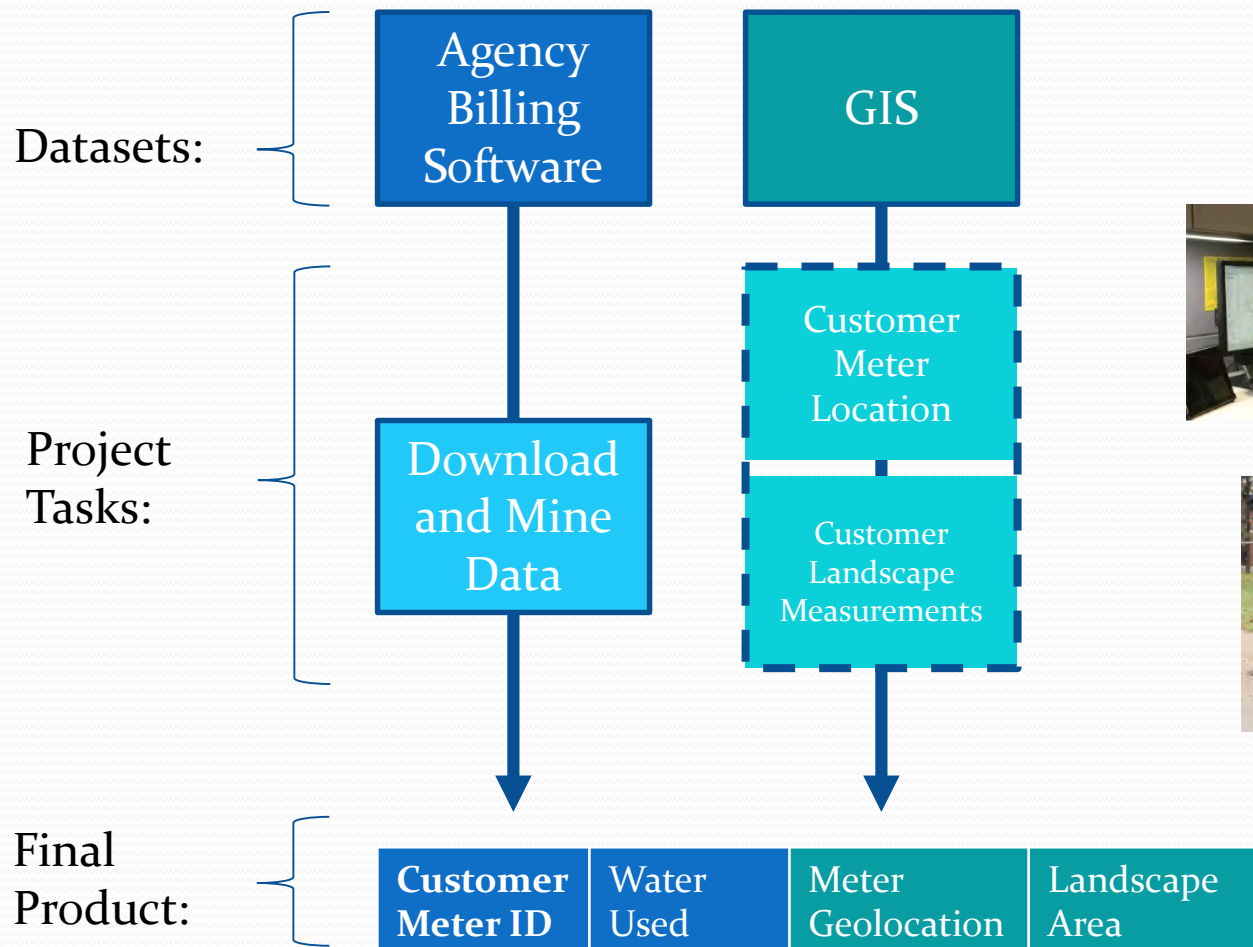 Datasets:
Agency
Billing
Software
GIS
Project
Tasks:
Download
and Mine
Data
Customer
Meter
Location
Customer
Landscape
Measurements
Final
Product:
Customer
Meter ID
Water
Used
Meter
Geolocation
Landscape
Area